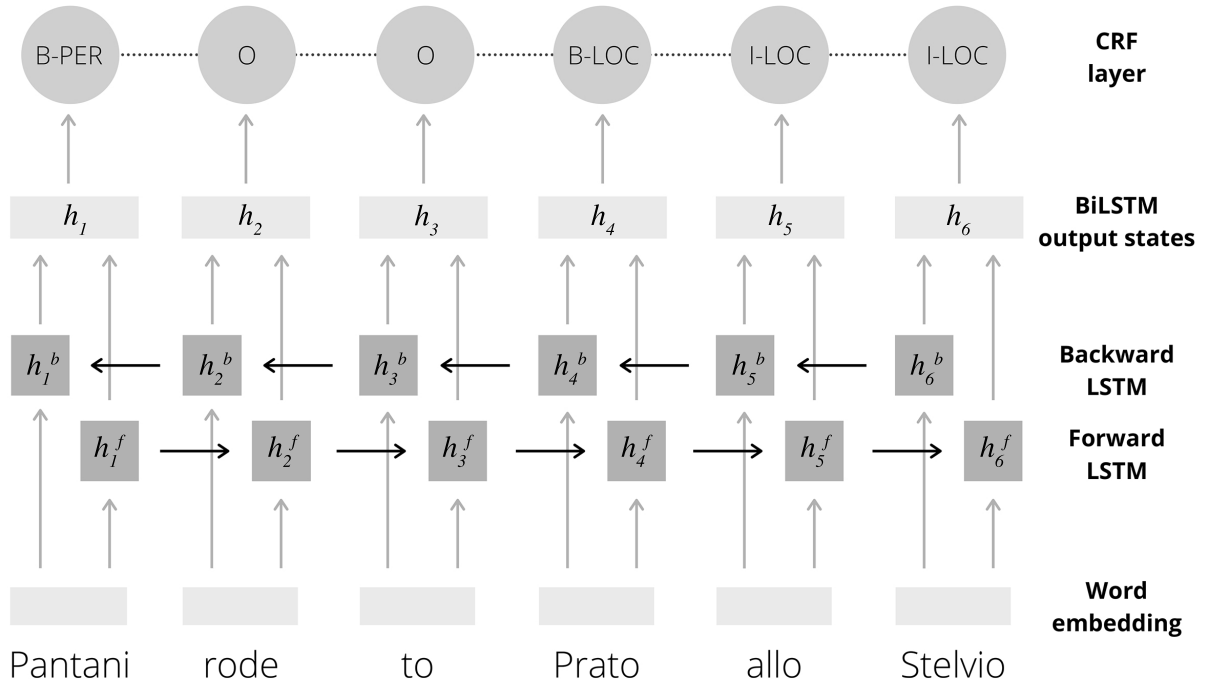 B-PER O O B-LOC I-LOC I-LOC
CRF
layer
h1 h2 h3 h4 h5 h6
BiLSTM
output states
h1b h2b h3b h4b h5b h6b
Backward
LSTM
h1f h2f h3f h4f h5f h6f
Forward
LSTM
Word
embedding
Pantani rode to Prato allo Stelvio